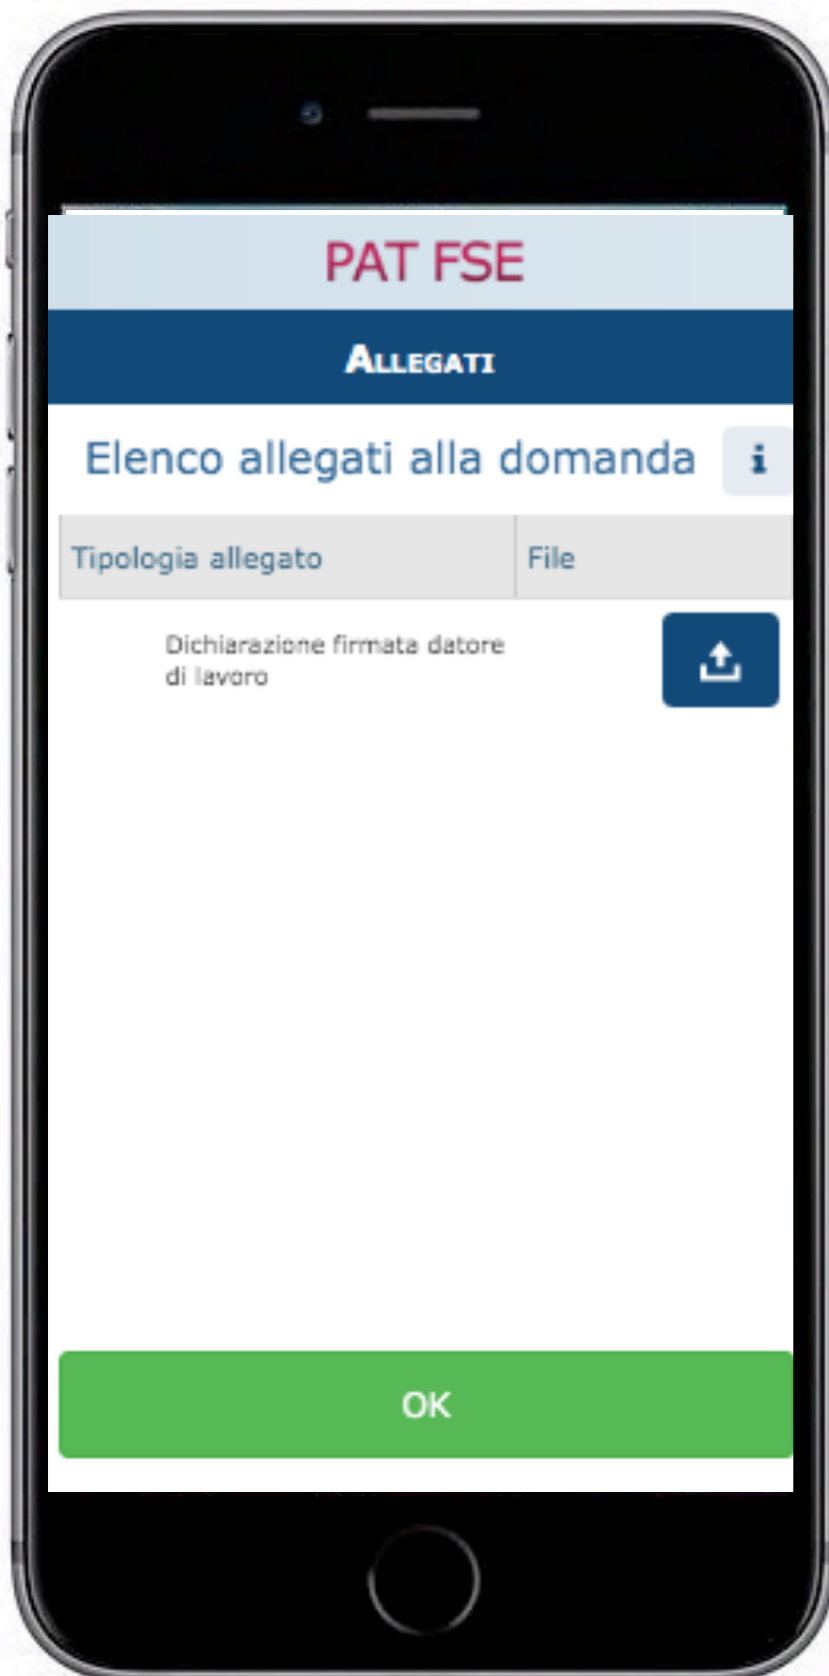 PAT FSE
Allegati
Elenco allegati alla domanda i
Tipologia allegato File
Dichiarazione firmata datore
di lavoro
OK